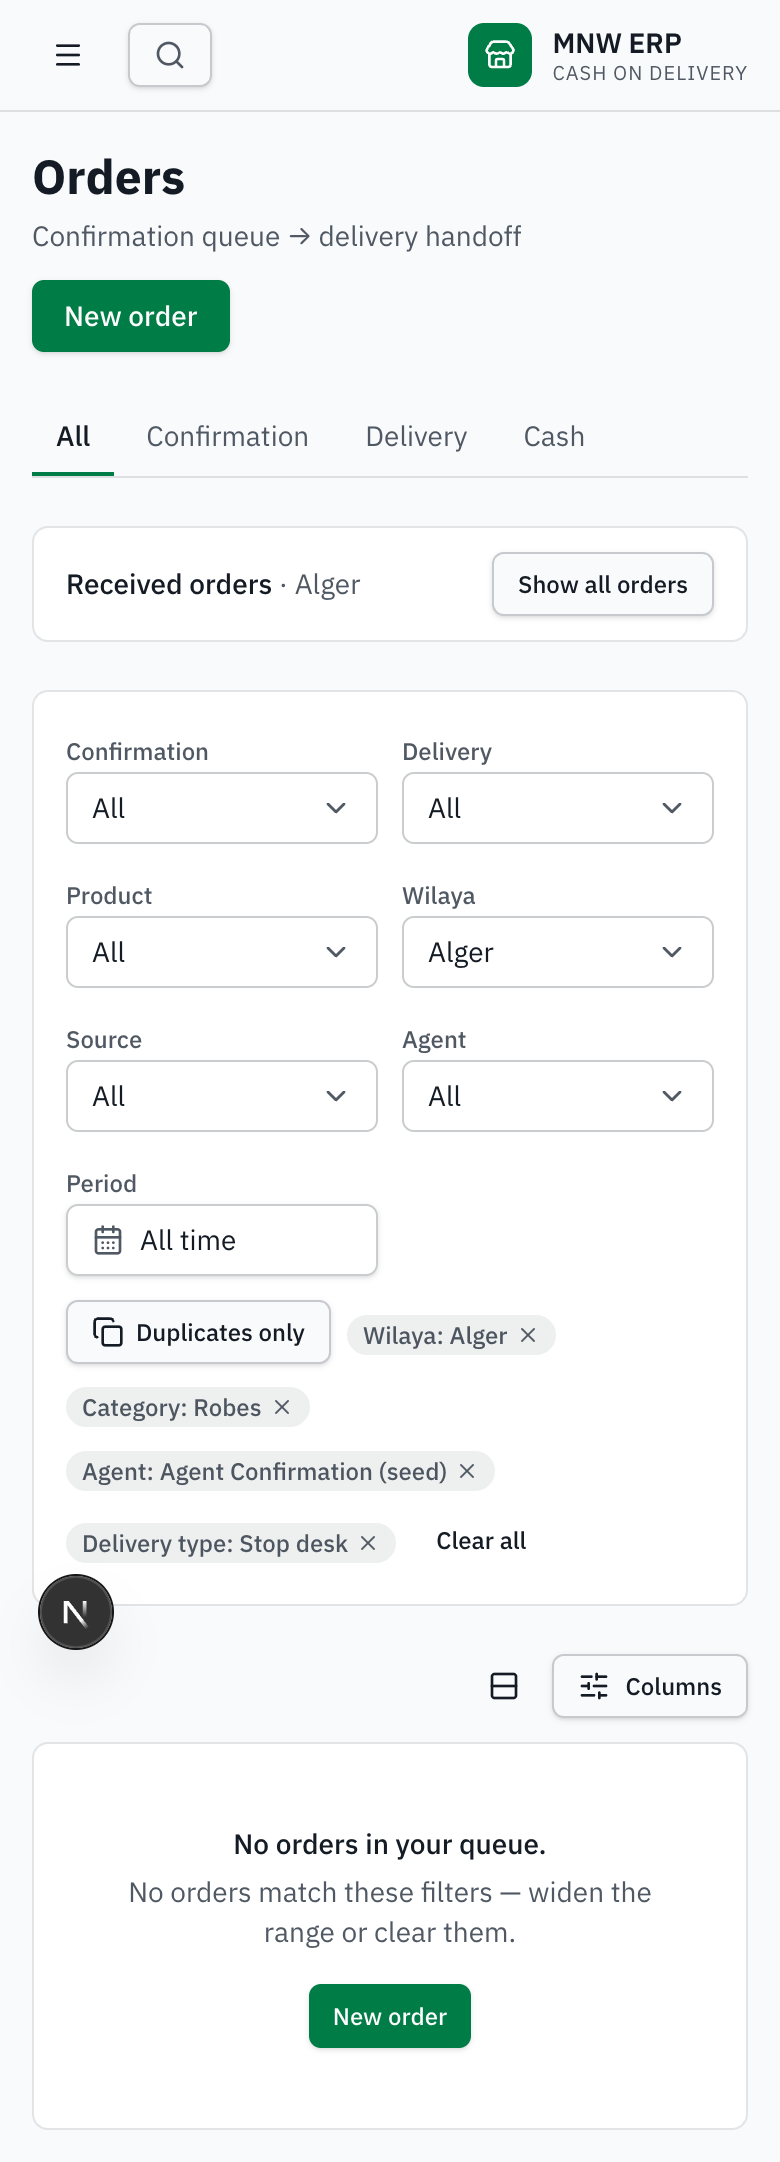 MNW ERP
CASH ON DELIVERY
Orders
Confirmation queue → delivery handoff
New order
All Confirmation Delivery Cash
Received orders · Alger Show all orders
Confirmation Delivery
All All
Product Wilaya
All Alger
Source Agent
All All
Period
All time
Duplicates only Wilaya: Alger ×
Category: Robes ×
Agent: Agent Confirmation (seed) ×
Delivery type: Stop desk × Clear all
N
Columns
No orders in your queue.
No orders match these filters — widen the
range or clear them.
New order